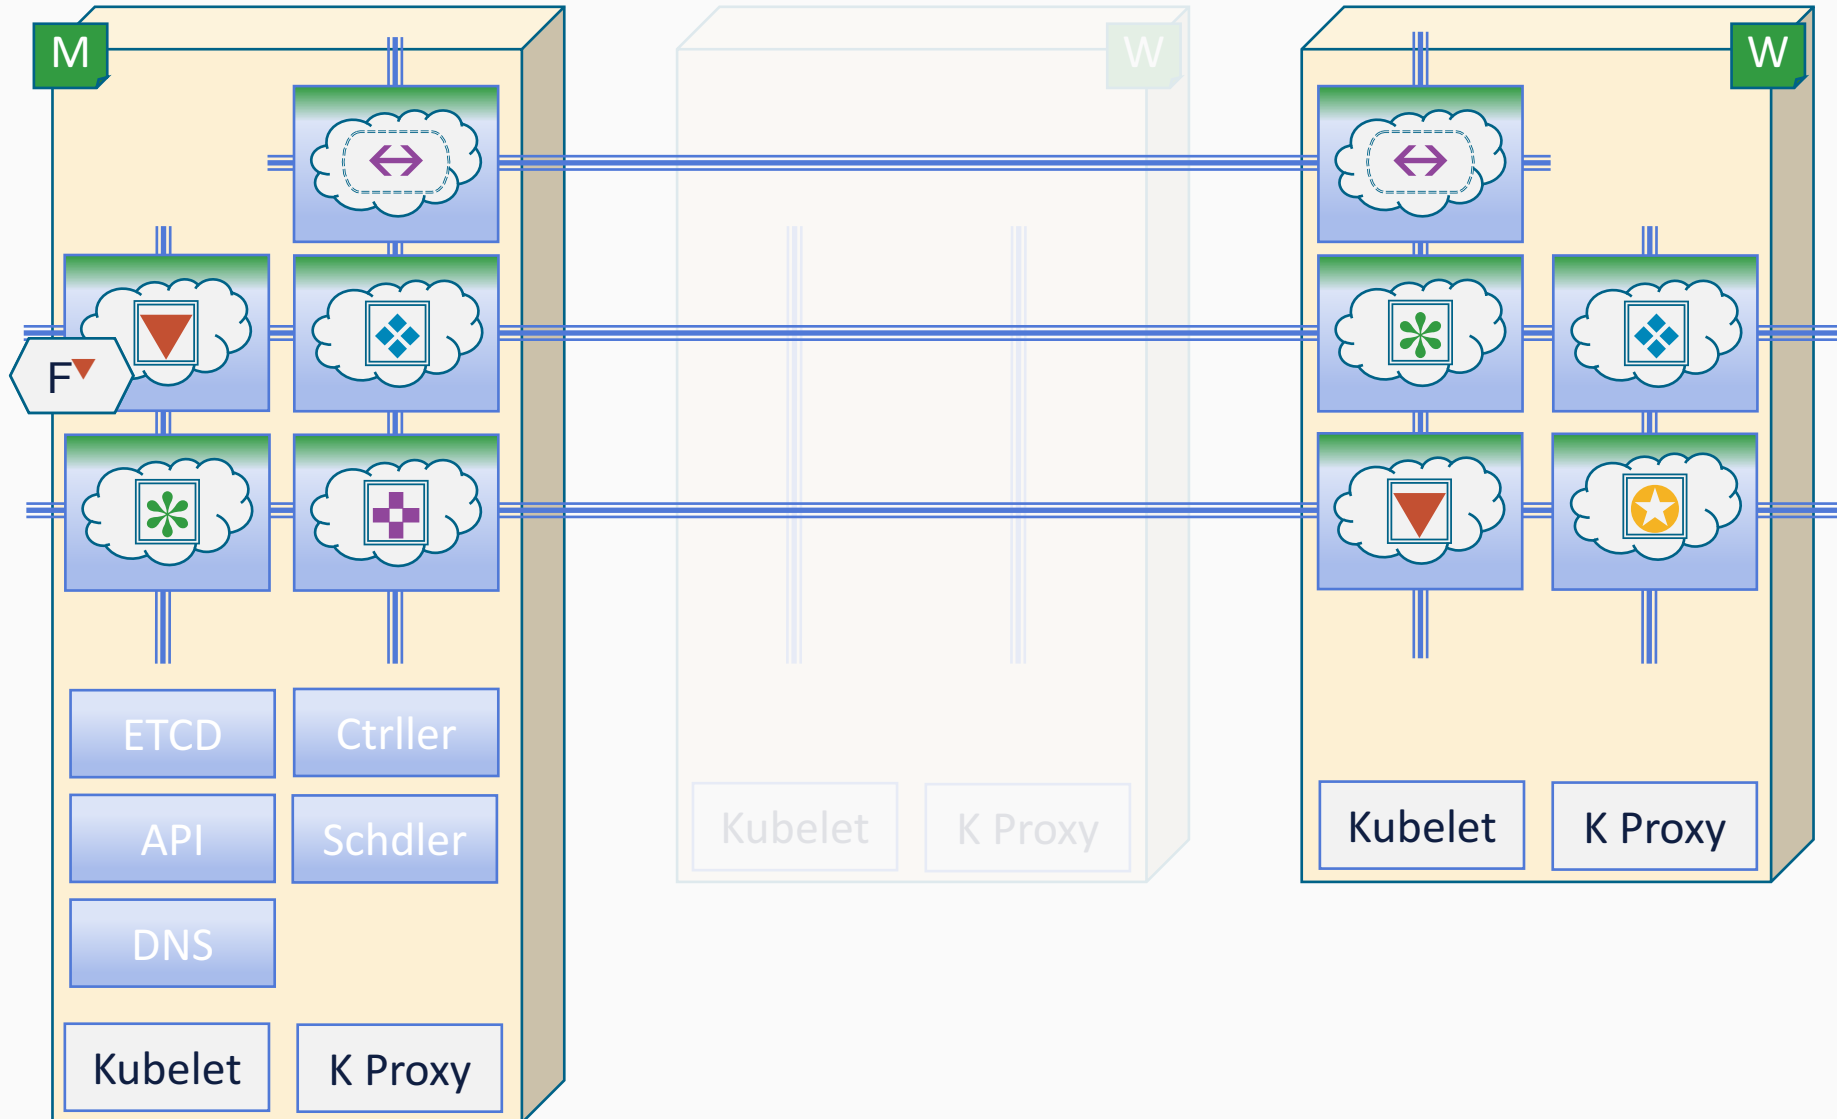 M
F
ETCD
Ctrller
API
Schdler
DNS
Kubelet
K Proxy
W
Kubelet
K Proxy
W
Kubelet
K Proxy